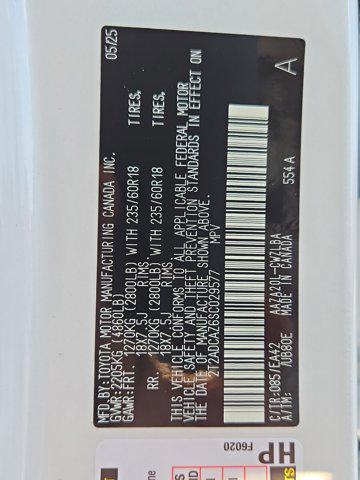 MFD.BY:TOYOTA MOTOR MANUFACTURING CANADA INC. 05/25
GVWR:2205KG (4860LB)
GAWR:FRT. 1270KG (2800LB) WITH 235/60R18 TIRES,
18X7.5J RIMS,
RR. 1270KG (2800LB) WITH 235/60R18 TIRES,
18X7.5J RIMS,
THIS VEHICLE CONFORMS TO ALL APPLICABLE FEDERAL MOTOR
VEHICLE SAFETY AND THEFT PREVENTION STANDARDS IN EFFECT ON
THE DATE OF MANUFACTURE SHOWN ABOVE.
2T2ADCAZ6SC029577 MPV
A
C/TR:085/EA42 AAZA20L-CWZLBA
A/TM: /UB80E MADE IN CANADA
554A
HP
F6020